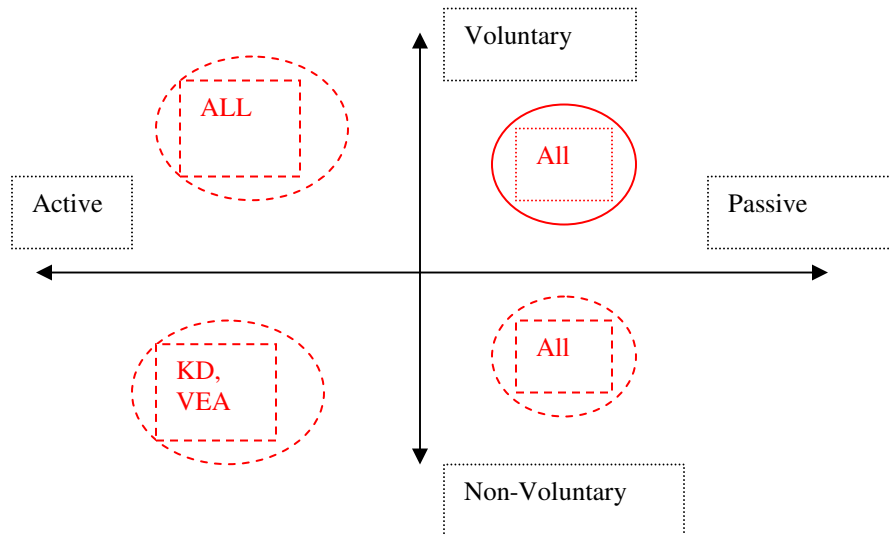 Voluntary
ALL
All
Active
Passive
All
KD,
VEA
Non-Voluntary